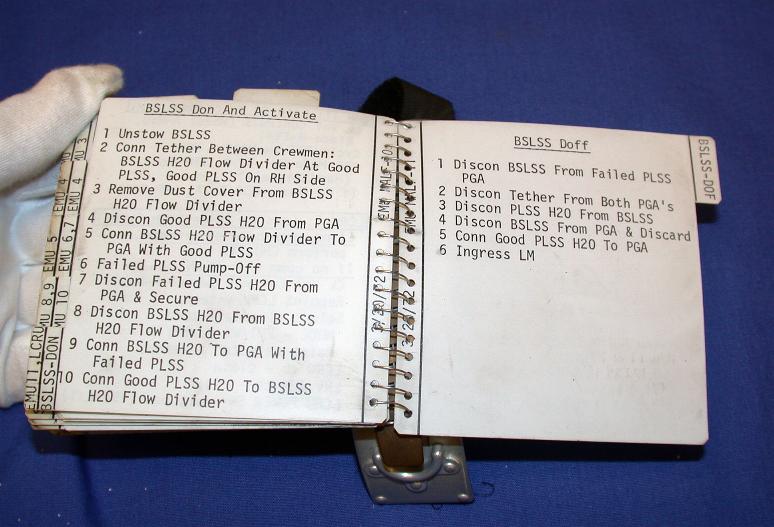 BSLSS Don And Activate
1 Unstow BSLSS
2 Conn Tether Between Crewmen:
BSLSS H2O Flow Divider At Good
PLSS, Good PLSS On RH Side
3 Remove Dust Cover From BSLSS
H2O Flow Divider
4 Discon Good PLSS H2O From PGA
5 Conn BSLSS H2O Flow Divider To
PGA With Good PLSS
6 Failed PLSS Pump-Off
7 Discon Failed PLSS H2O From
PGA & Secure
8 Discon BSLSS H2O From BSLSS
H2O Flow Divider
9 Conn BSLSS H2O To PGA With
Failed PLSS
10 Conn Good PLSS H2O To BSLSS
H2O Flow Divider
BSLSS Doff
1 Discon BSLSS From Failed PLSS
PGA
2 Discon Tether From Both PGA's
3 Discon PLSS H2O From BSLSS
4 Discon BSLSS From PGA & Discard
5 Conn Good PLSS H2O To PGA
6 Ingress LM
BSLSS-DOF
EMU 3
EMU 4
EMU 4
EMU 5
EMU 6,7
MU 8,9
MU 10
EMU11,LCRU
BSLSS-DON